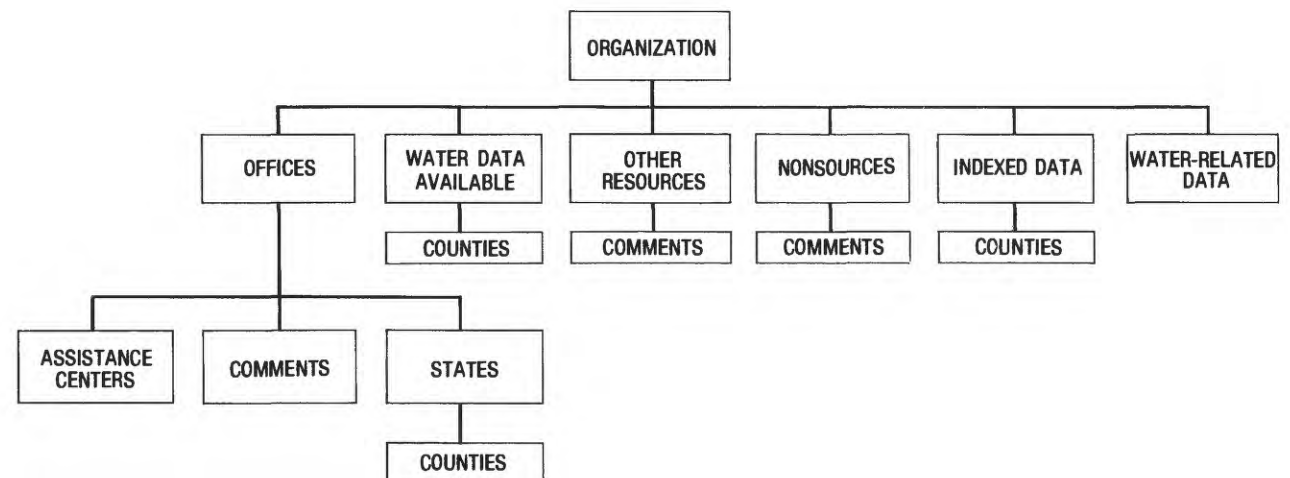 ORGANIZATION
OFFICES
WATER DATA
AVAILABLE
OTHER
RESOURCES
NONSOURCES
INDEXED DATA
WATER-RELATED
DATA
COUNTIES
COMMENTS
COMMENTS
COUNTIES
ASSISTANCE
CENTERS
COMMENTS
STATES
COUNTIES